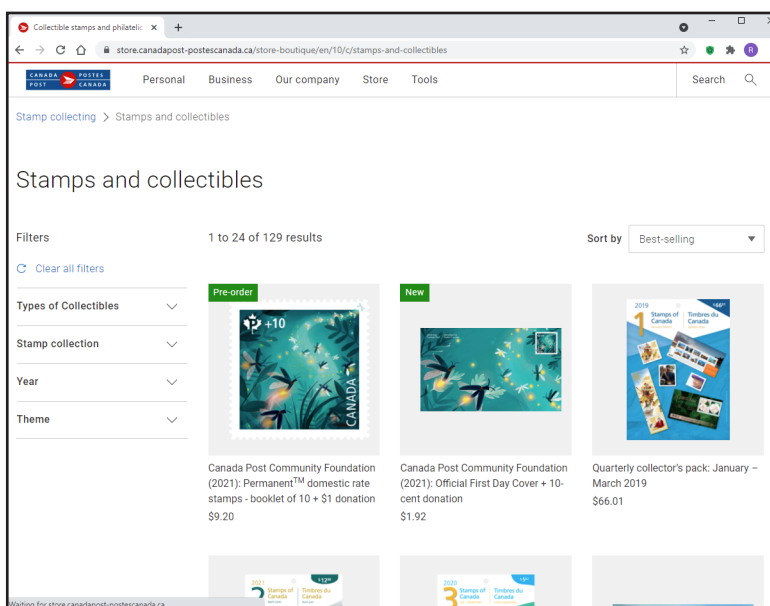 Collectible stamps and philatelic
store.canadapost-postescanada.ca/store-boutique/en/10/c/stamps-and-collectibles
R
CANADA POSTES
POST CANADA
Personal Business Our company Store Tools Search
Stamp collecting > Stamps and collectibles
Stamps and collectibles
Filters
1 to 24 of 129 results
Sort by Best-selling
Clear all filters
Types of Collectibles
Stamp collection
Year
Theme
Pre-order
P +10
CANADA
Canada Post Community Foundation
(2021): Permanent™ domestic rate
stamps - booklet of 10 + $1 donation
$9.20
New
Canada Post Community Foundation
(2021): Official First Day Cover + 10-
cent donation
$1.92
2019
1 Stamps of Timbres du
Canada Canada
Quarterly collector's pack: January –
March 2019
$66.01
2021
2 Stamps of Timbres du
Canada Canada
2020
3 Stamps of Timbres du
Canada Canada
Waiting for store.canadapost-postescanada.ca